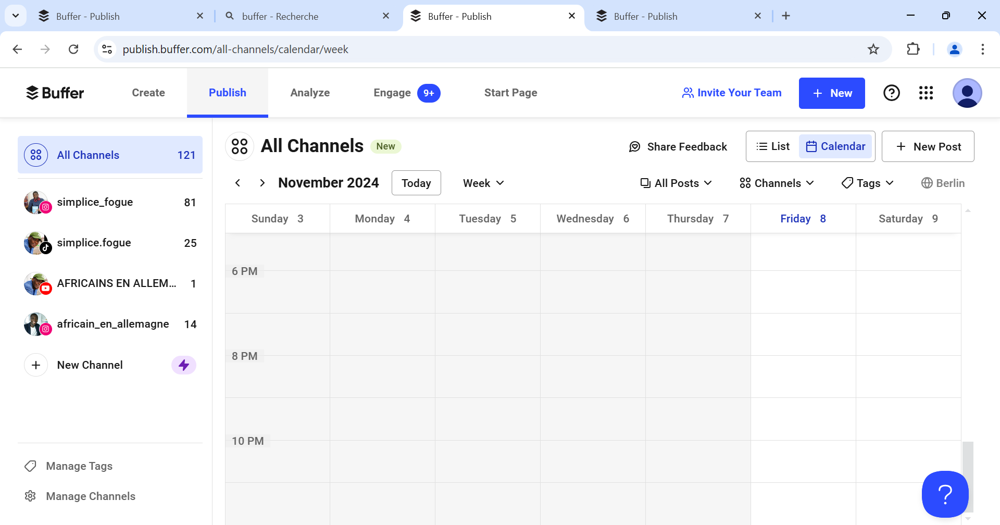 Buffer - Publish
buffer - Recherche
Buffer - Publish
Buffer - Publish
publish.buffer.com/all-channels/calendar/week
Buffer
Create
Publish
Analyze
Engage 9+
Start Page
Invite Your Team
+ New
All Channels 121
simplice_fogue 81
simplice.fogue 25
AFRICAINS EN ALLEM... 1
africain_en_allemagne 14
New Channel
Manage Tags
Manage Channels
All Channels New
Share Feedback
List
Calendar
+ New Post
November 2024
Today
Week
All Posts
Channels
Tags
Berlin
Sunday 3
Monday 4
Tuesday 5
Wednesday 6
Thursday 7
Friday 8
Saturday 9
6 PM
8 PM
10 PM
?